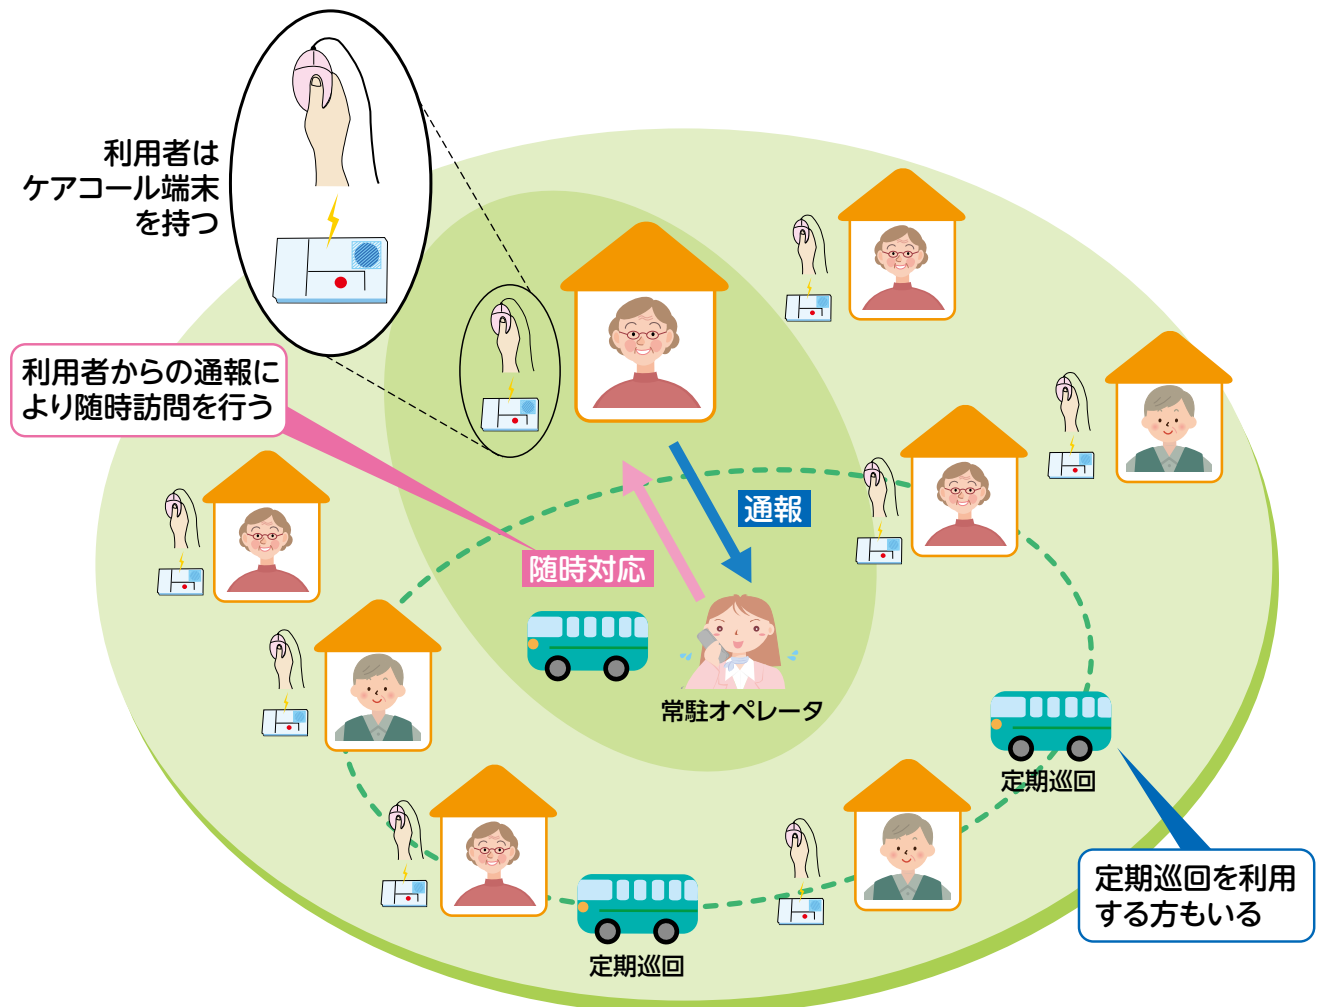 利用者は
ケアコール端末
を持つ
利用者からの通報に
より随時訪問を行う
通報
随時対応
常駐オペレータ
定期巡回
定期巡回を利用
する方もいる
定期巡回